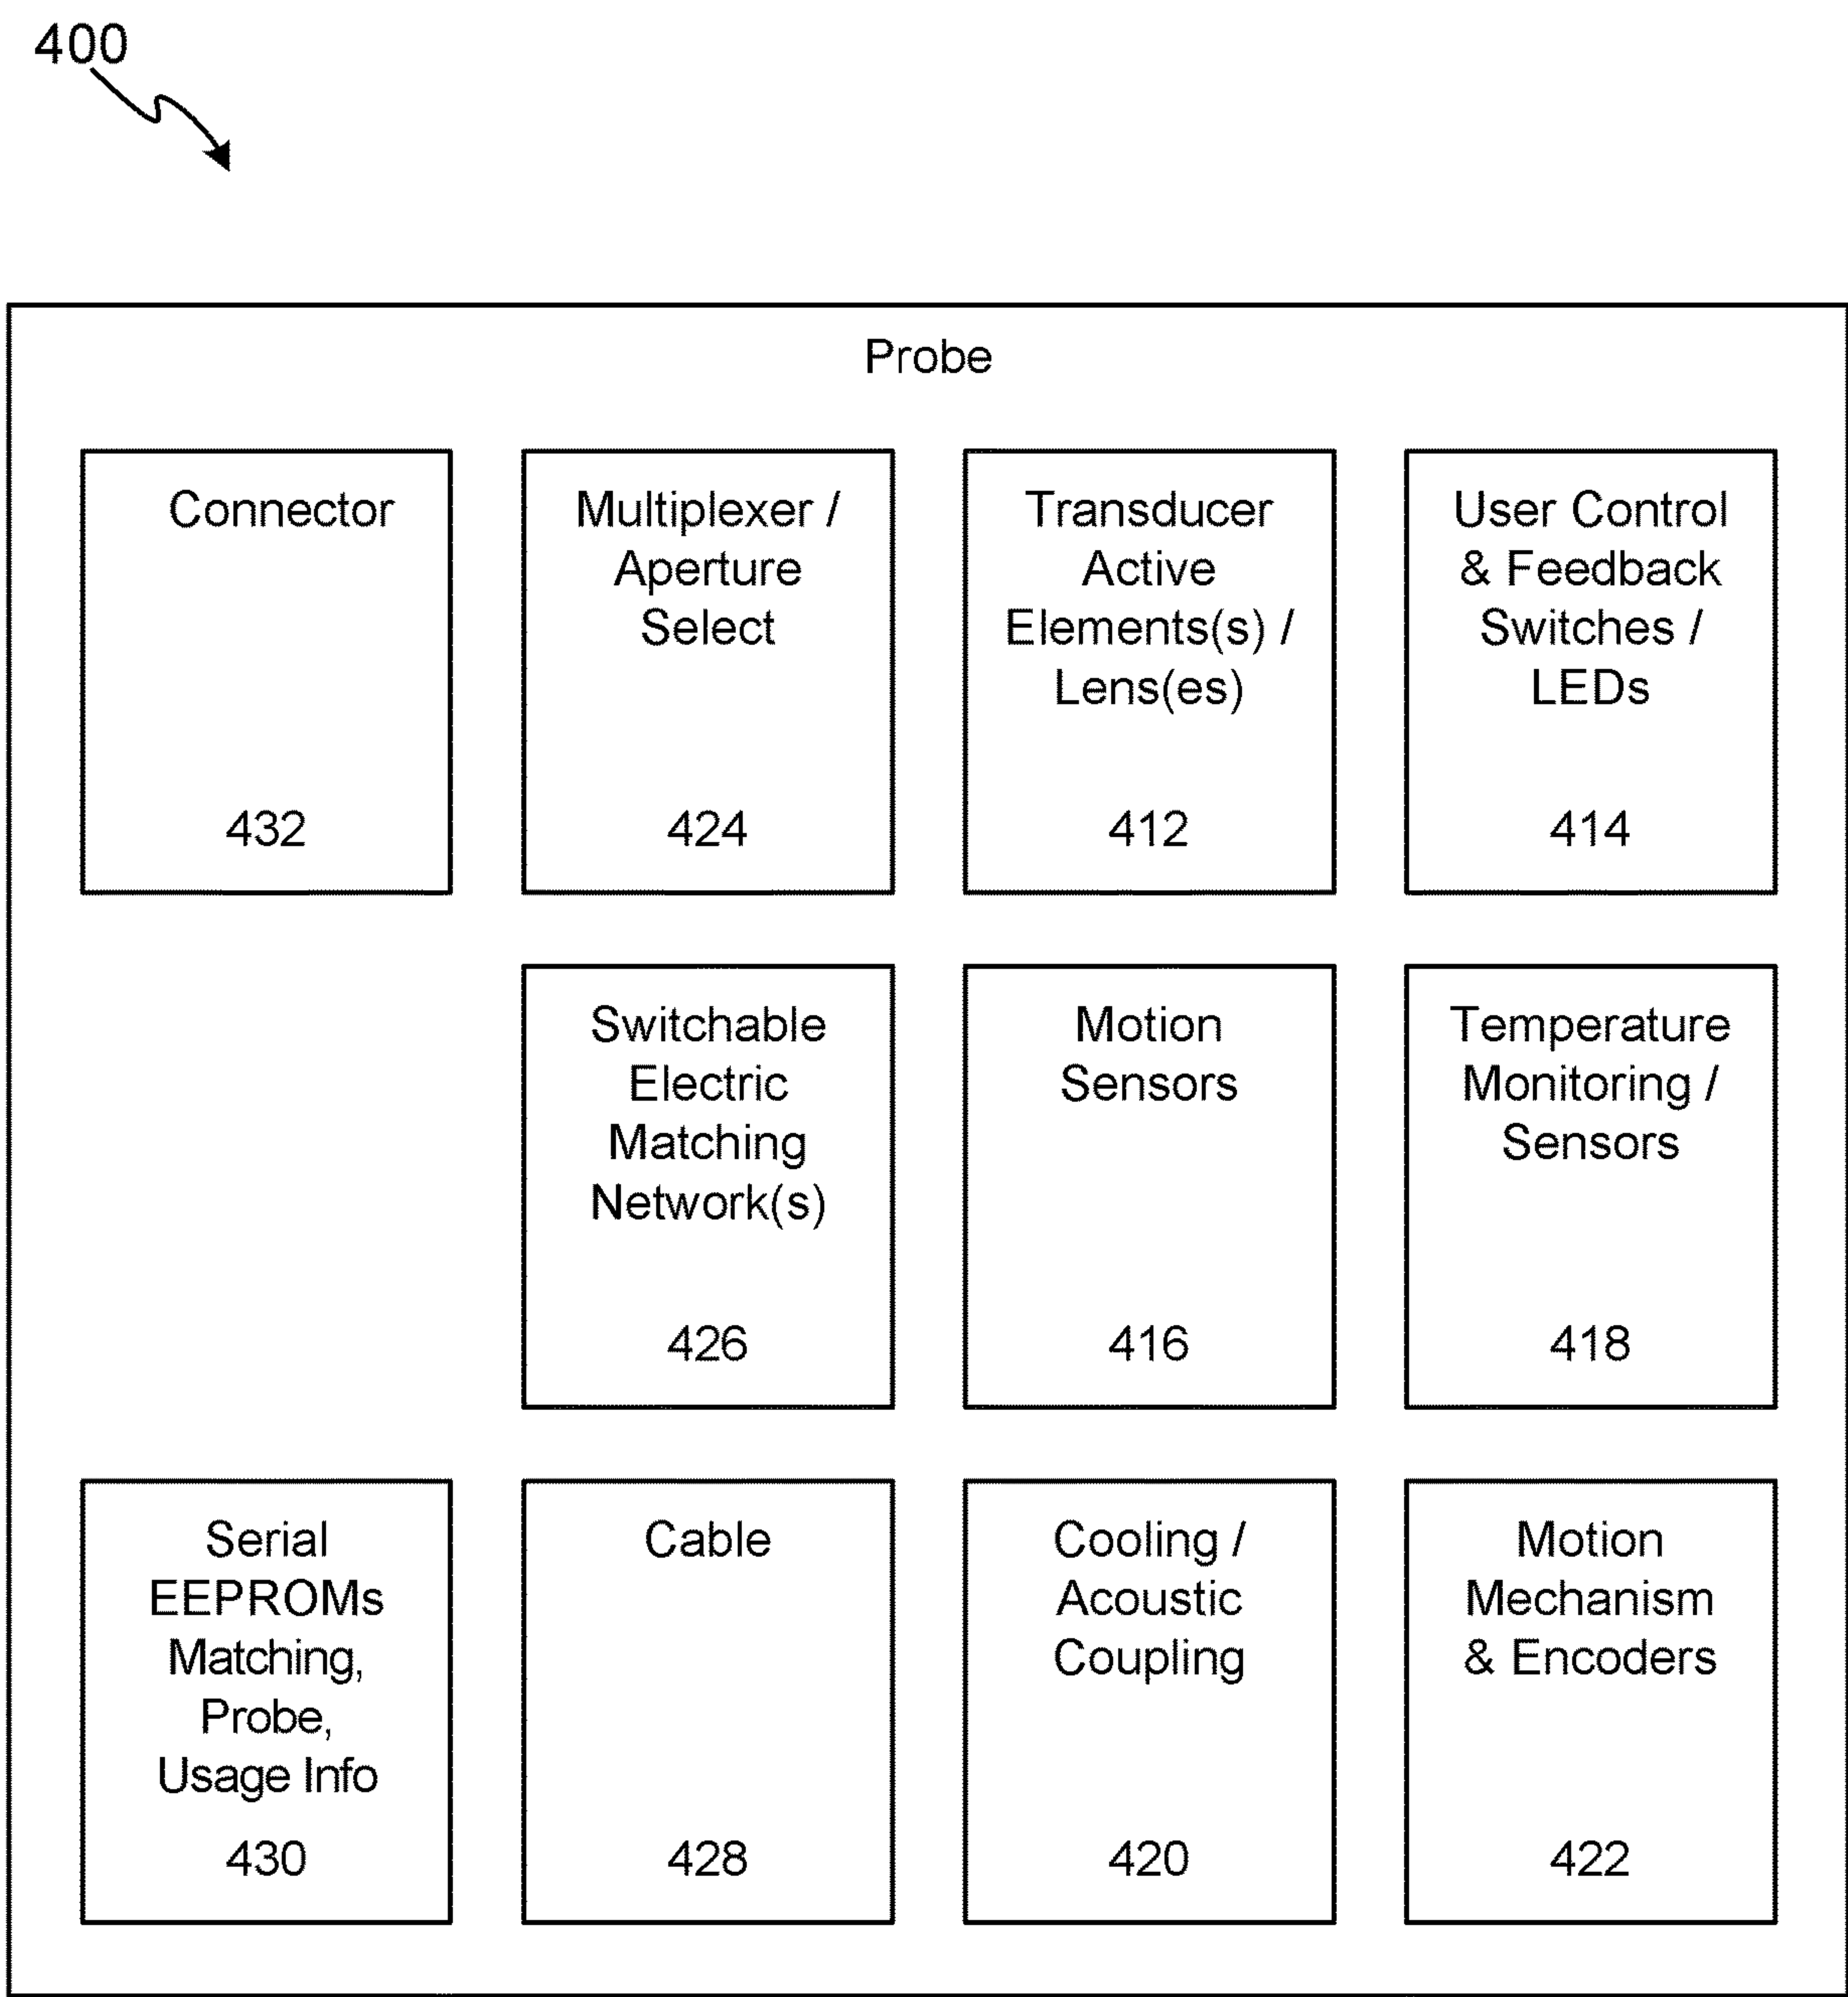 400
Probe
Connector
432
Multiplexer /
Aperture
Select
424
Transducer
Active
Elements(s) /
Lens(es)
412
User Control
& Feedback
Switches /
LEDs
414
Switchable
Electric
Matching
Network(s)
426
Motion
Sensors
416
Temperature
Monitoring /
Sensors
418
Serial
EEPROMs
Matching,
Probe,
Usage Info
430
Cable
428
Cooling /
Acoustic
Coupling
420
Motion
Mechanism
& Encoders
422